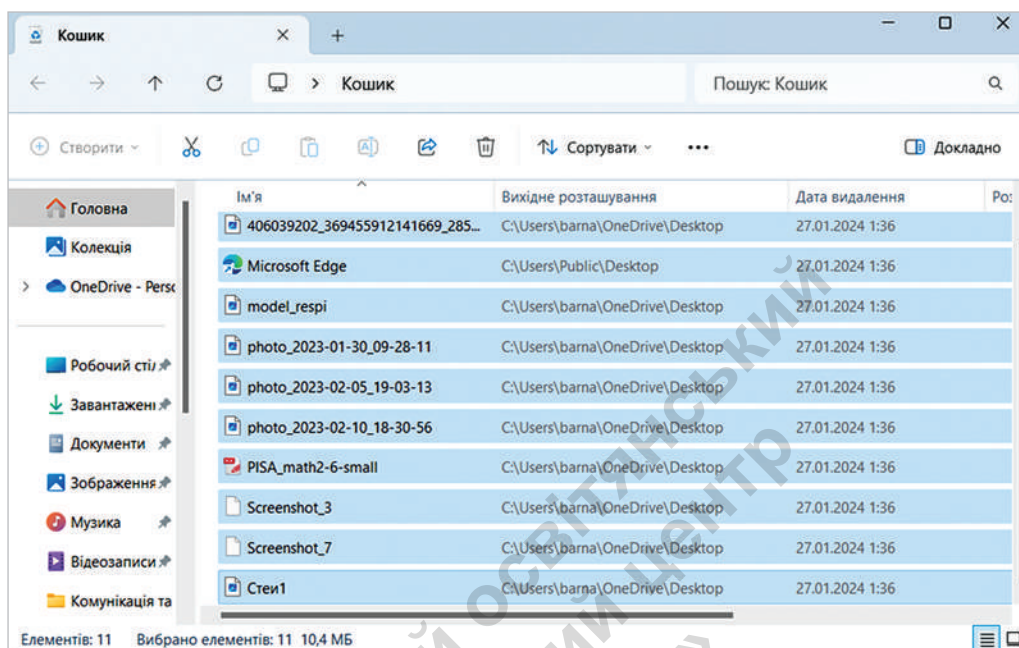 Кошик
Кошик
Пошук: Кошик
Створити
Сортувати
Докладно
Головна
Колекція
OneDrive - Persc
Робочий сті
Завантажені
Документи
Зображення
Музика
Відеозаписи
Комунікація та
Ім'я Вихідне розташування Дата видалення Роз
406039202_369455912141669_285... C:\Users\barna\OneDrive\Desktop 27.01.2024 1:36
Microsoft Edge C:\Users\Public\Desktop 27.01.2024 1:36
model_respi C:\Users\barna\OneDrive\Desktop 27.01.2024 1:36
photo_2023-01-30_09-28-11 C:\Users\barna\OneDrive\Desktop 27.01.2024 1:36
photo_2023-02-05_19-03-13 C:\Users\barna\OneDrive\Desktop 27.01.2024 1:36
photo_2023-02-10_18-30-56 C:\Users\barna\OneDrive\Desktop 27.01.2024 1:36
PISA_math2-6-small C:\Users\barna\OneDrive\Desktop 27.01.2024 1:36
Screenshot_3 C:\Users\barna\OneDrive\Desktop 27.01.2024 1:36
Screenshot_7 C:\Users\barna\OneDrive\Desktop 27.01.2024 1:36
Стеи1 C:\Users\barna\OneDrive\Desktop 27.01.2024 1:36
Елементів: 11 Вибрано елементів: 11 10,4 МБ
ОСВІТЯНСЬКИЙ
ЦЕНТР